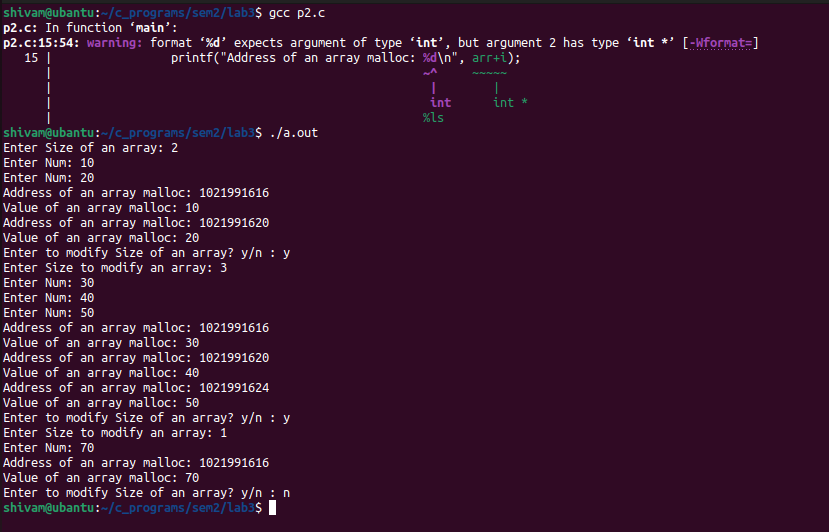 shivam@ubantu:~/c_programs/sem2/lab3$ gcc p2.c
p2.c: In function ‘main’:
p2.c:15:54: warning: format ‘%d’ expects argument of type ‘int’, but argument 2 has type ‘int *’ [-Wformat=]
   15 |                 printf("Address of an array malloc: %d\n", arr+i);
      |                                                     ~^     ~~~~~
      |                                                      |        |
      |                                                      int      int *
      |                                                     %ls
shivam@ubantu:~/c_programs/sem2/lab3$ ./a.out
Enter Size of an array: 2
Enter Num: 10
Enter Num: 20
Address of an array malloc: 1021991616
Value of an array malloc: 10
Address of an array malloc: 1021991620
Value of an array malloc: 20
Enter to modify Size of an array? y/n : y
Enter Size to modify an array: 3
Enter Num: 30
Enter Num: 40
Enter Num: 50
Address of an array malloc: 1021991616
Value of an array malloc: 30
Address of an array malloc: 1021991620
Value of an array malloc: 40
Address of an array malloc: 1021991624
Value of an array malloc: 50
Enter to modify Size of an array? y/n : y
Enter Size to modify an array: 1
Enter Num: 70
Address of an array malloc: 1021991616
Value of an array malloc: 70
Enter to modify Size of an array? y/n : n
shivam@ubantu:~/c_programs/sem2/lab3$